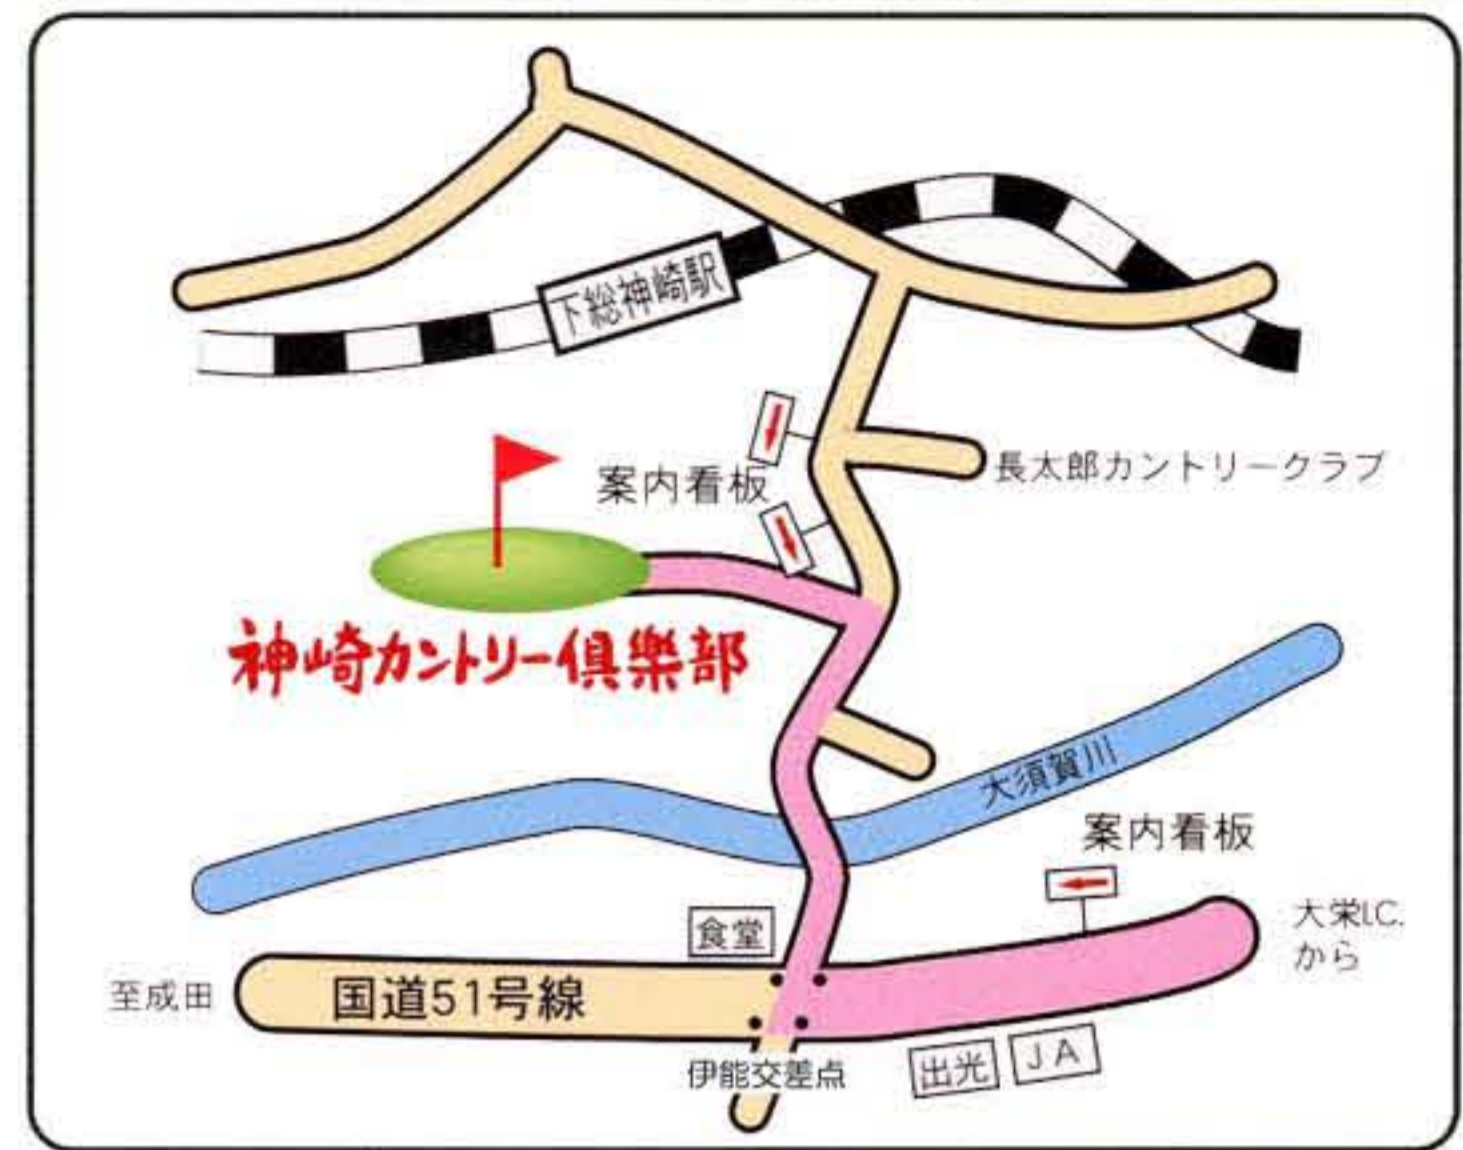 下総神崎駅
長太郎カントリークラブ
案内看板
神崎カントリー倶楽部
大須賀川
案内看板
食堂
大栄I.C.
から
至成田
国道51号線
伊能交差点
出光
JA